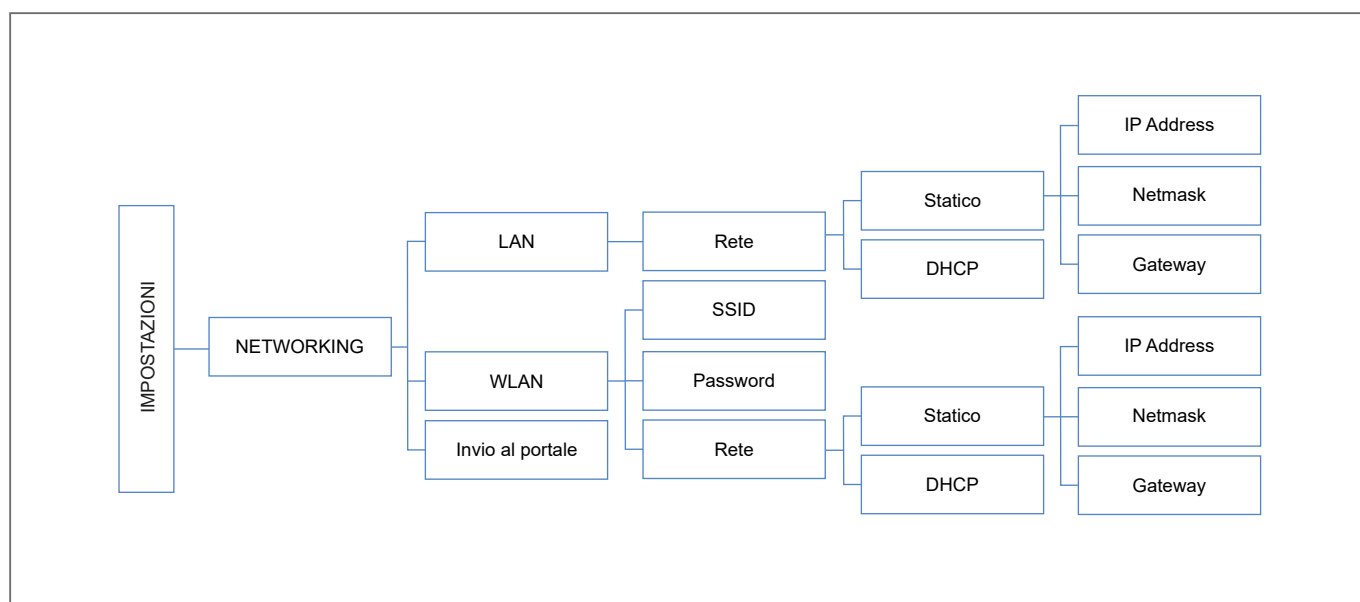 IMPOSTAZIONI
NETWORKING
LAN
Rete
Statico
IP Address
Netmask
Gateway
DHCP
WLAN
SSID
Password
Rete
Statico
IP Address
Netmask
Gateway
DHCP
Invio al portale